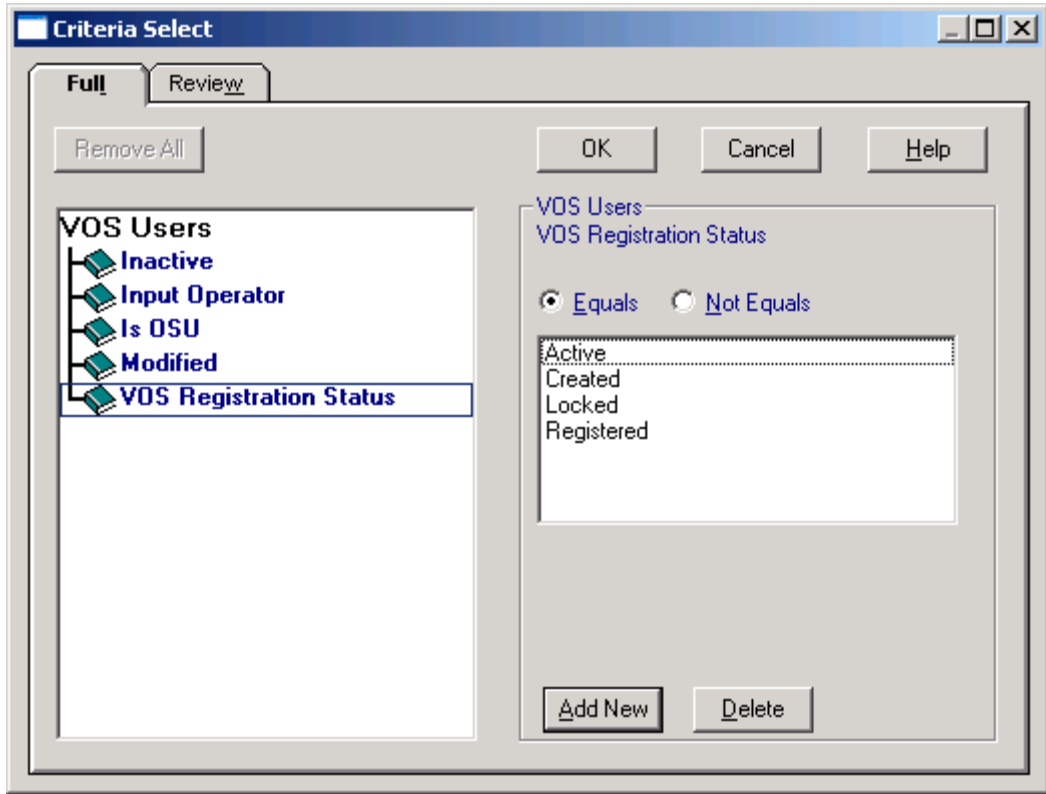 Criteria Select
Full Review
Remove All OK Cancel Help
VOS Users
Inactive
Input Operator
Is OSU
Modified
VOS Registration Status
VOS Users
VOS Registration Status
Equals Not Equals
Active
Created
Locked
Registered
Add New Delete